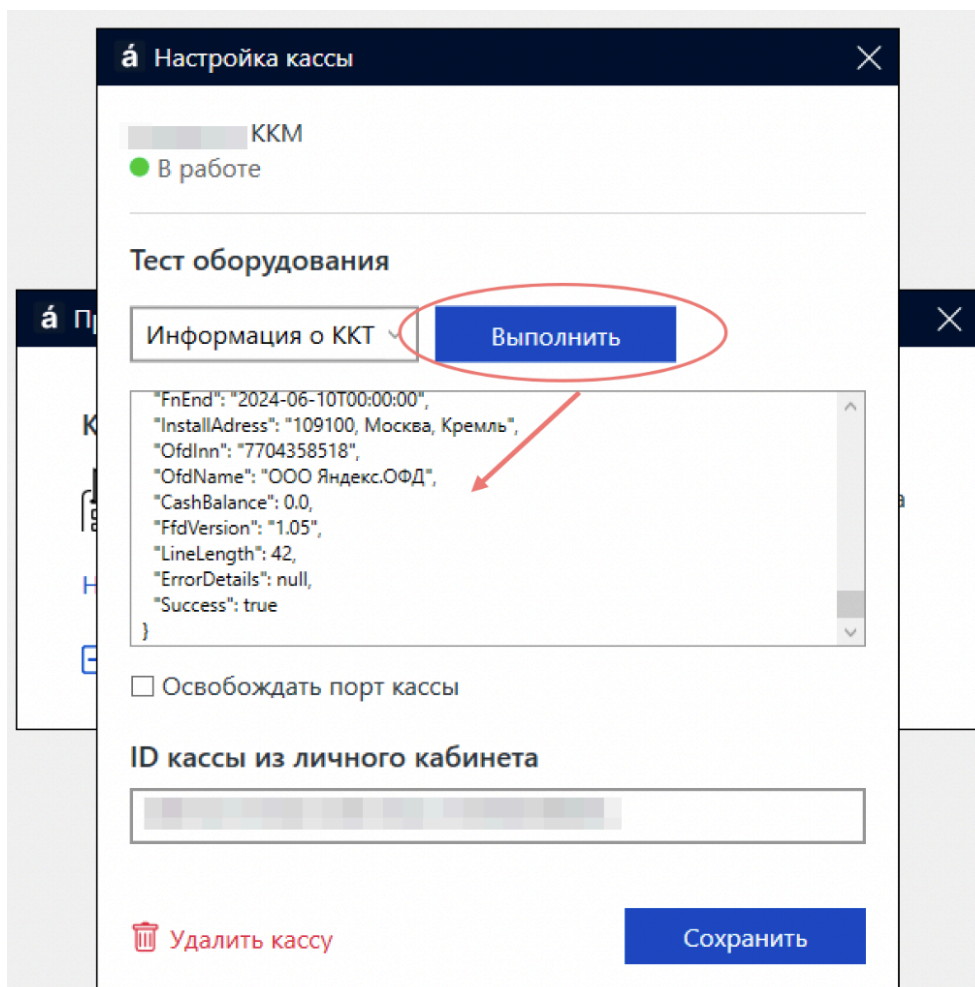 á Настройка кассы
ККМ
В работе
Тест оборудования
á
Информация о ККТ
Выполнить
"FnEnd": "2024-06-10T00:00:00",
"InstallAdress": "109100, Москва, Кремль",
"OfdInn": "7704358518",
"OfdName": "ООО Яндекс.ОФД",
"CashBalance": 0.0,
"FfdVersion": "1.05",
"LineLength": 42,
"ErrorDetails": null,
"Success": true
}
Освобождать порт кассы
ID кассы из личного кабинета
Удалить кассу
Сохранить